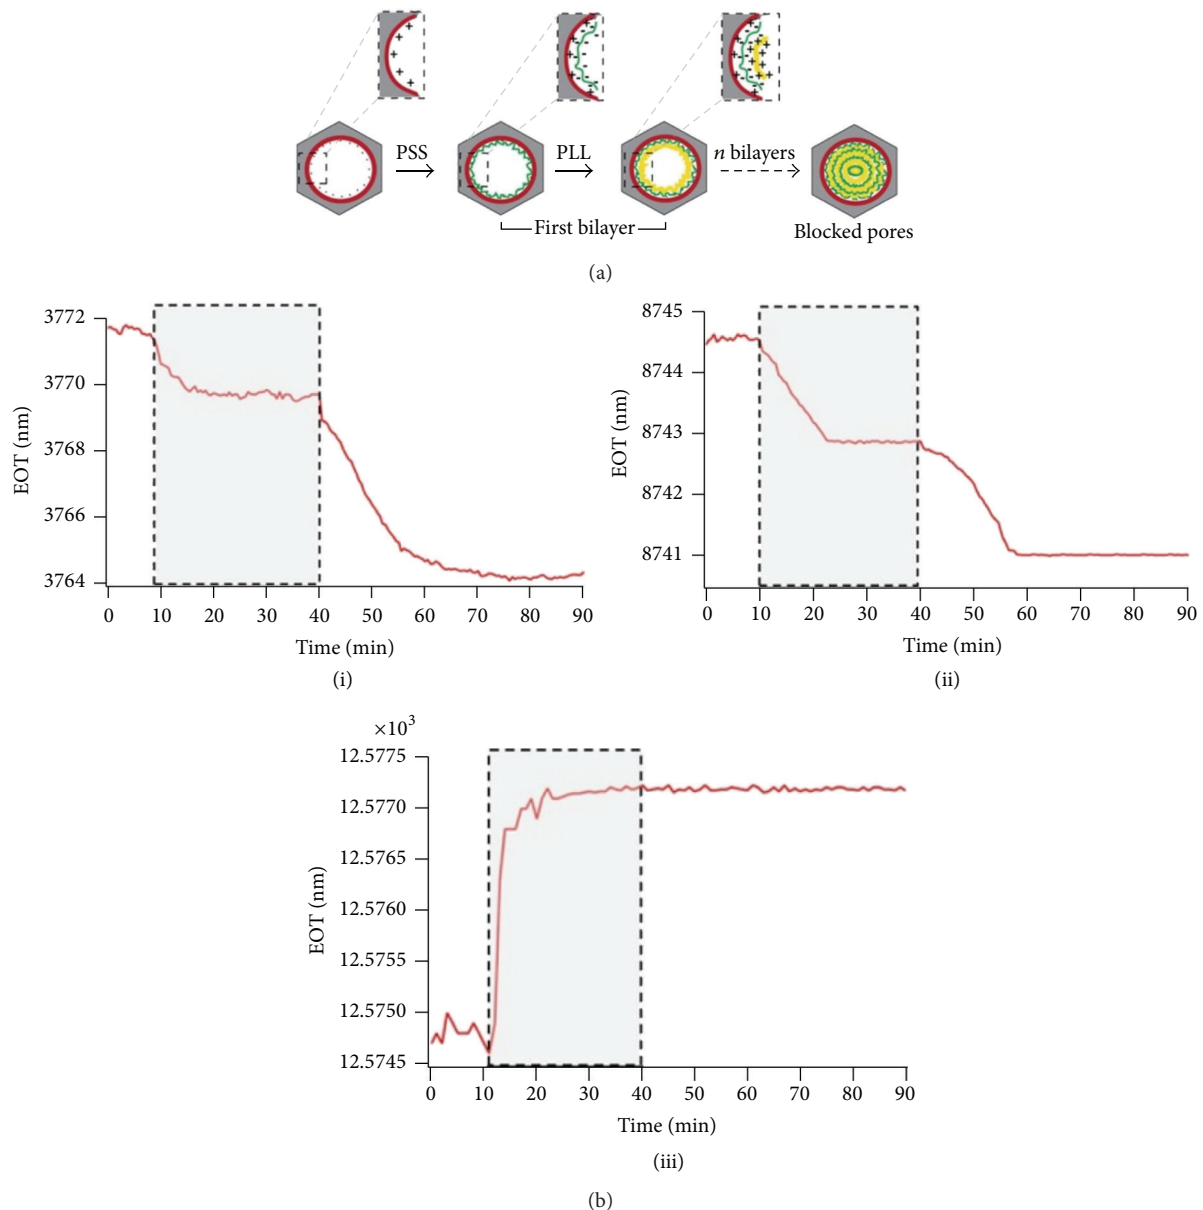 PSS
PLL
n bilayers
First bilayer
Blocked pores
(a)
3772
3770
3768
3766
3764
EOT (nm)
0 10 20 30 40 50 60 70 80 90
Time (min)
(i)
8745
8744
8743
8742
8741
EOT (nm)
0 10 20 30 40 50 60 70 80 90
Time (min)
(ii)
×10³
12.5775
12.5770
12.5765
12.5760
12.5755
12.5750
12.5745
EOT (nm)
0 10 20 30 40 50 60 70 80 90
Time (min)
(iii)
(b)